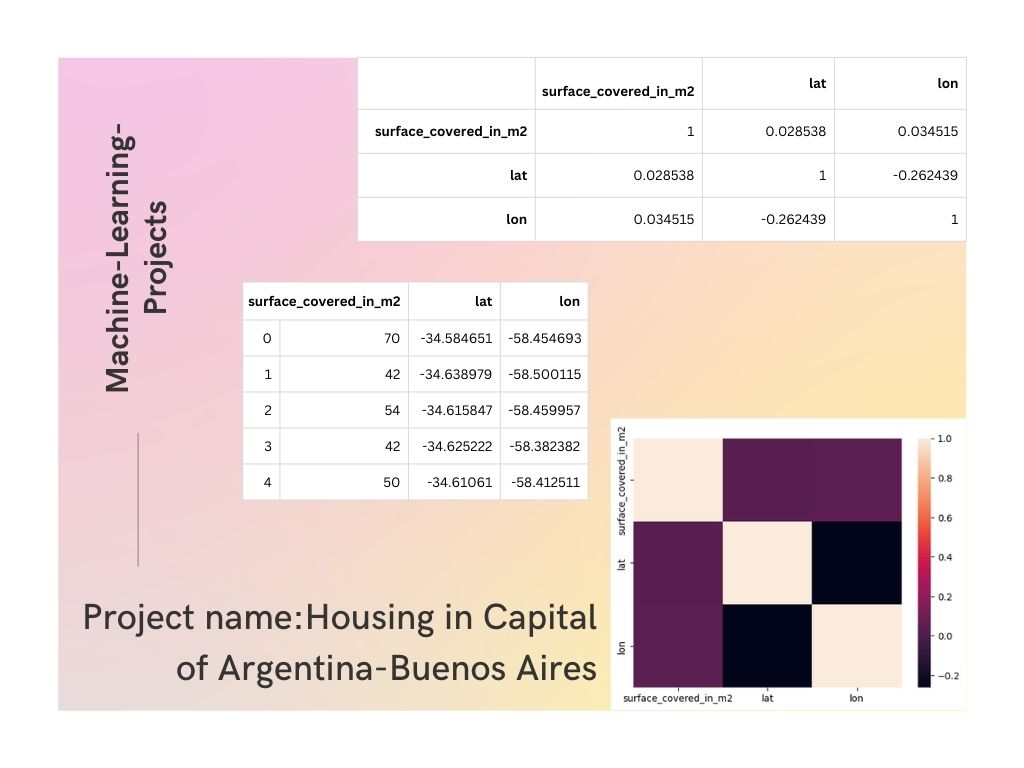 Machine-Learning-
Projects
surface_covered_in_m2 lat lon
surface_covered_in_m2 1 0.028538 0.034515
lat 0.028538 1 -0.262439
lon 0.034515 -0.262439 1
surface_covered_in_m2 lat lon
0 70 -34.584651 -58.454693
1 42 -34.638979 -58.500115
2 54 -34.615847 -58.459957
3 42 -34.625222 -58.382382
4 50 -34.61061 -58.412511
Project name:Housing in Capital
of Argentina-Buenos Aires
surface_covered_in_m2
lat
lon
surface_covered_in_m2 lat lon
1.0
0.8
0.6
0.4
0.2
0.0
−0.2